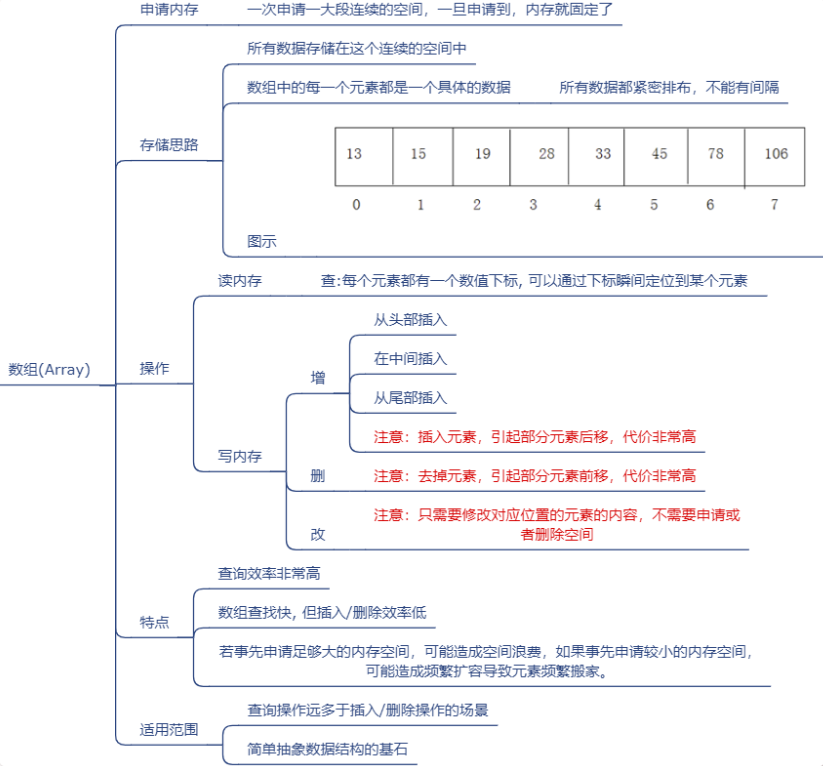 数组(Array)
申请内存
一次申请一大段连续的空间，一旦申请到，内存就固定了
存储思路
所有数据存储在这个连续的空间中
数组中的每一个元素都是一个具体的数据
所有数据都紧密排布，不能有间隔
13 15 19 28 33 45 78 106
0 1 2 3 4 5 6 7
图示
操作
读内存
查:每个元素都有一个数值下标, 可以通过下标瞬间定位到某个元素
写内存
增
从头部插入
在中间插入
从尾部插入
注意：插入元素，引起部分元素后移，代价非常高
删
注意：去掉元素，引起部分元素前移，代价非常高
改
注意：只需要修改对应位置的元素的内容，不需要申请或
者删除空间
特点
查询效率非常高
数组查找快, 但插入/删除效率低
若事先申请足够大的内存空间，可能造成空间浪费，如果事先申请较小的内存空间，
可能造成频繁扩容导致元素频繁搬家。
适用范围
查询操作远多于插入/删除操作的场景
简单抽象数据结构的基石